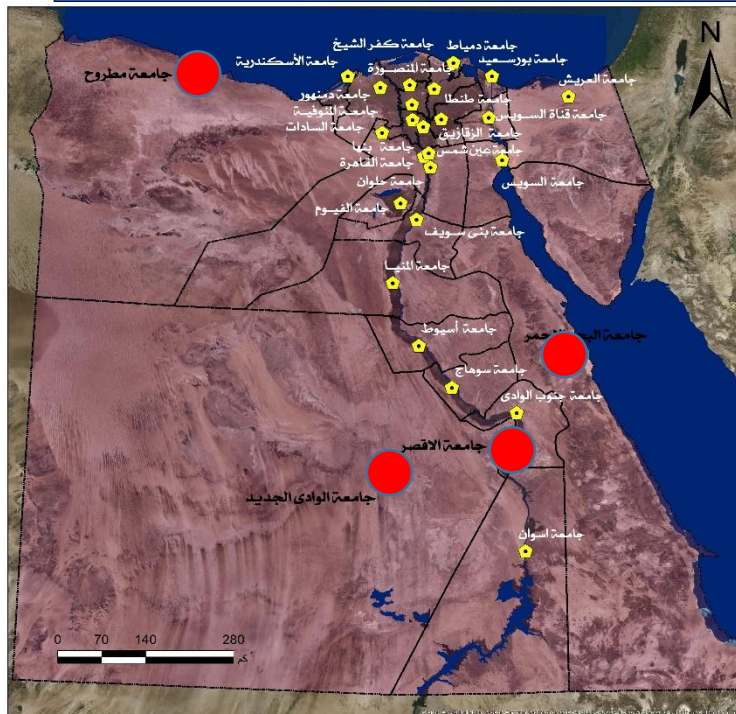 N
جامعة كفر الشيخ
جامعة دمياط
جامعة الأسكندرية
جامعة بورسعيد
جامعة مطروح
جامعة المنصورة
جامعة العريش
جامعة دمنهور
جامعة طنطا
جامعة المنوفية
جامعة قناة السويس
جامعة السادات
جامعة الزقازيق
جامعة بنها
جامعة عين شمس
جامعة القاهرة
جامعة حلوان
جامعة السويس
جامعة الفيوم
جامعة بنى سويف
جامعة المنيا
جامعة أسيوط
جامعة سوهاج
جامعة جنوب الوادى
جامعة الاقصر
جامعة الوادى الجديد
جامعة اسوان
0 70 140 280
كم